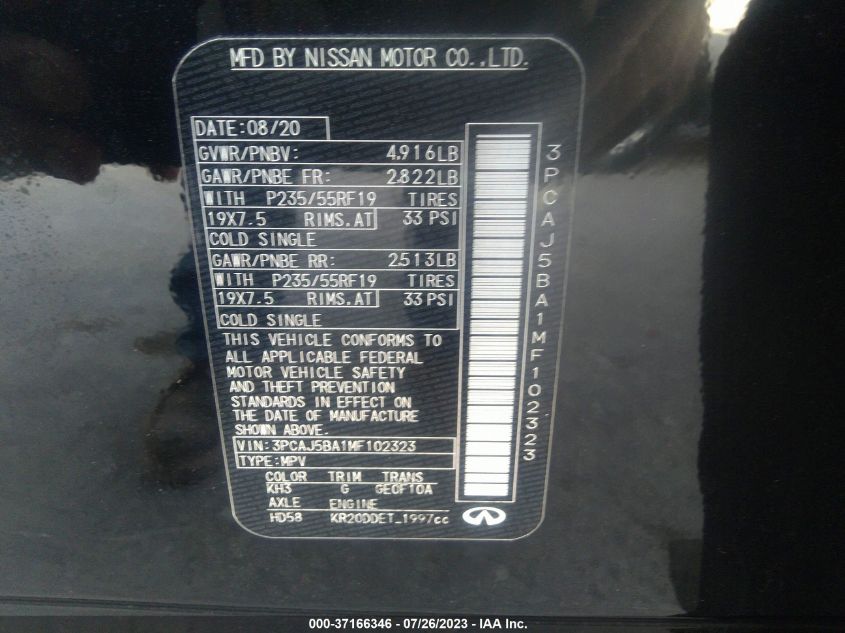 MFD BY NISSAN MOTOR CO.,LTD.
DATE:08/20
GVWR/PNBV: 4,916LB
GAWR/PNBE FR: 2,822LB
WITH P235/55RF19 TIRES
19X7.5 RIMS.AT 33 PSI
COLD SINGLE
GAWR/PNBE RR: 2513LB
WITH P235/55RF19 TIRES
19X7.5 RIMS.AT 33 PSI
COLD SINGLE
THIS VEHICLE CONFORMS TO
ALL APPLICABLE FEDERAL
MOTOR VEHICLE SAFETY
AND THEFT PREVENTION
STANDARDS IN EFFECT ON
THE DATE OF MANUFACTURE
SHOWN ABOVE.
VIN:3PCAJ5BA1MF102323
TYPE:MPV
COLOR TRIM TRANS
KH3 G GE0F10A
AXLE ENGINE
HD58 KR20DDET_1997cc
3PCAJ5BA1MF102323
000-37166346 / 07/26/2023 - IAA Inc.